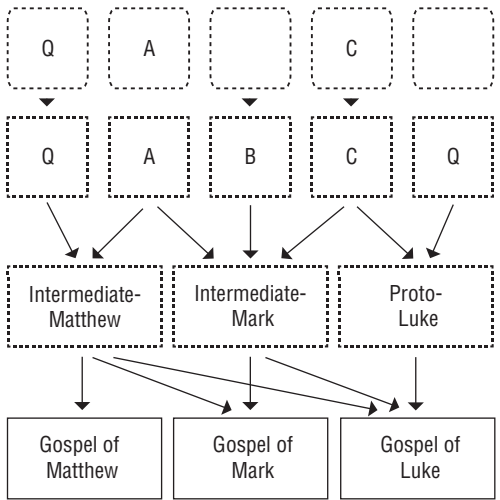 Q
A
C
Q
A
B
C
Q
Intermediate-
Matthew
Intermediate-
Mark
Proto-
Luke
Gospel of
Matthew
Gospel of
Mark
Gospel of
Luke